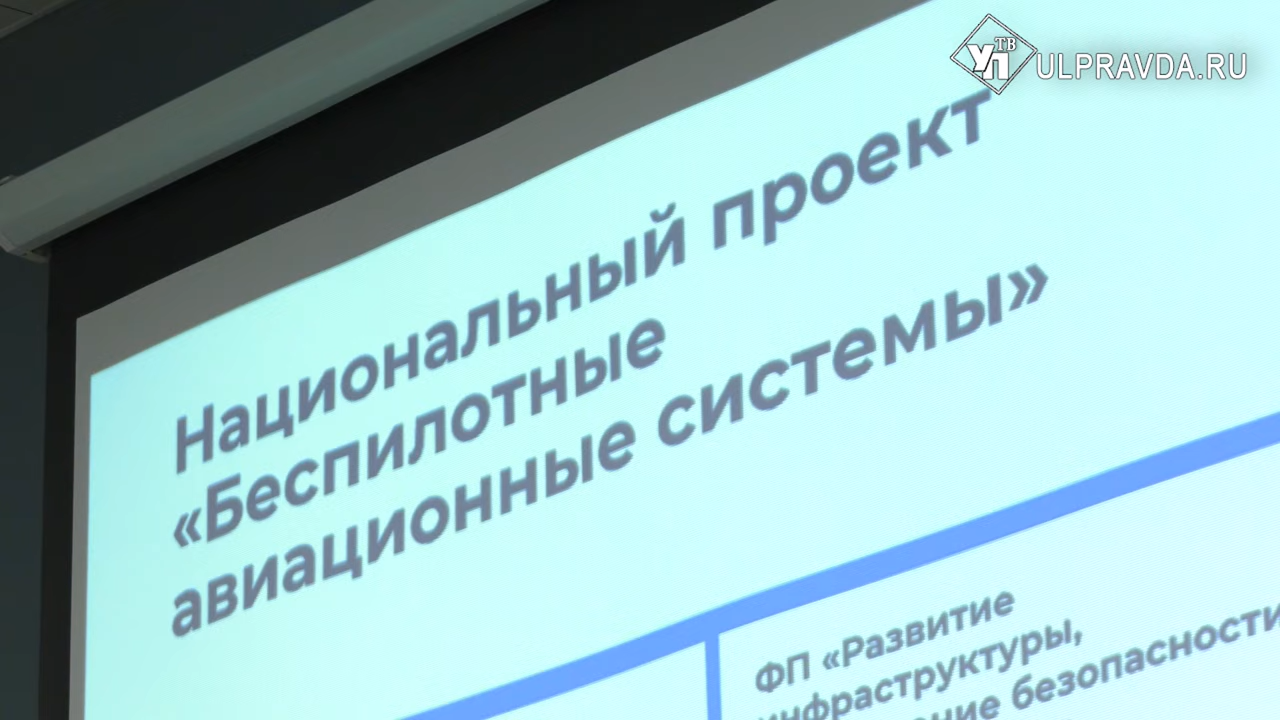 УП ТВ
ULPRAVDA.RU
Национальный проект
«Беспилотные
авиационные системы»
ФП «Развитие
инфраструктуры,
безопасности